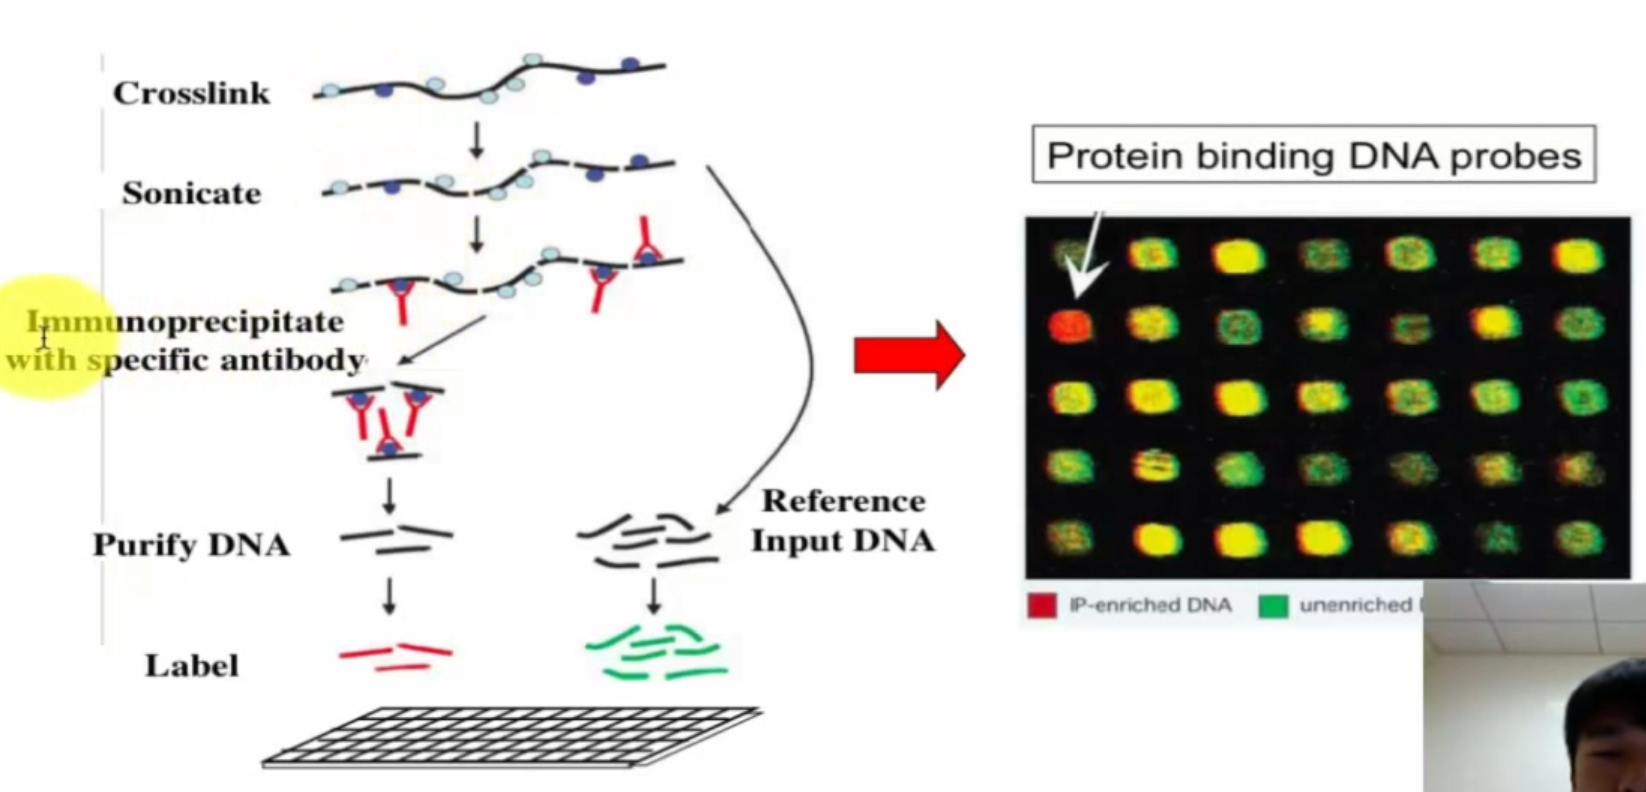 Crosslink
Sonicate
Immunoprecipitate
with specific antibody
Purify DNA
Reference
Input DNA
Label
Protein binding DNA probes
IP-enriched DNA
unenriched